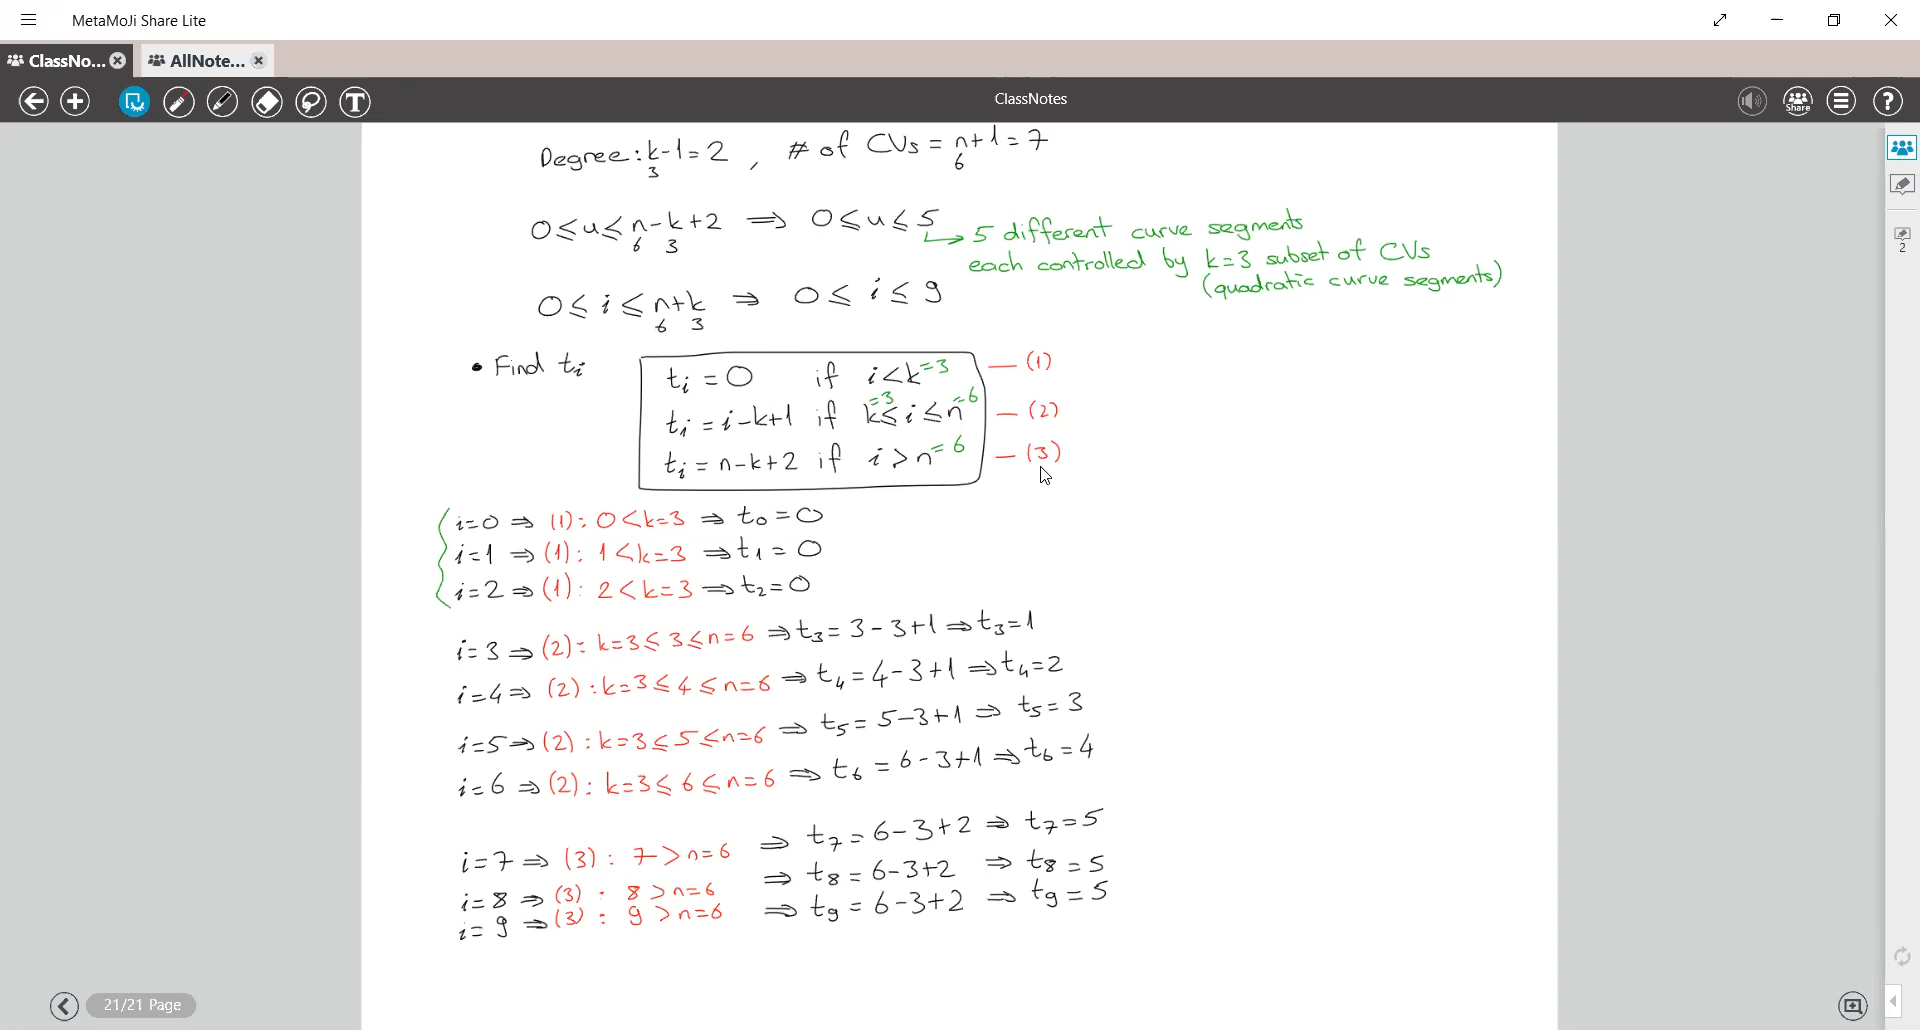 MetaMoJi Share Lite
ClassNo... AllNote...
ClassNotes
Share
T
?
2
Degree: k-1=2 , # of CVs = n+1=7
3 6
0≤u≤n-k+2 ⇒ 0≤u≤5
6 3
5 different curve segments
each controlled by k=3 subset of CVs
(quadratic curve segments)
0≤i≤n+k ⇒ 0≤i≤9
6 3
• Find ti
ti = 0 if i<k =3 — (1)
ti = i-k+1 if k≤i≤n =3 =6 — (2)
ti = n-k+2 if i>n =6 — (3)
i=0 ⇒ (1): 0<k=3 ⇒ t0=0
i=1 ⇒ (1): 1<k=3 ⇒ t1=0
i=2 ⇒ (1): 2<k=3 ⇒ t2=0
i=3 ⇒ (2): k=3≤3≤n=6 ⇒ t3=3-3+1 ⇒ t3=1
i=4 ⇒ (2): k=3≤4≤n=6 ⇒ t4=4-3+1 ⇒ t4=2
i=5 ⇒ (2): k=3≤5≤n=6 ⇒ t5=5-3+1 ⇒ t5=3
i=6 ⇒ (2): k=3≤6≤n=6 ⇒ t6=6-3+1 ⇒ t6=4
i=7 ⇒ (3): 7>n=6 ⇒ t7=6-3+2 ⇒ t7=5
i=8 ⇒ (3): 8>n=6 ⇒ t8=6-3+2 ⇒ t8=5
i=9 ⇒ (3): 9>n=6 ⇒ t9=6-3+2 ⇒ t9=5
21/21 Page